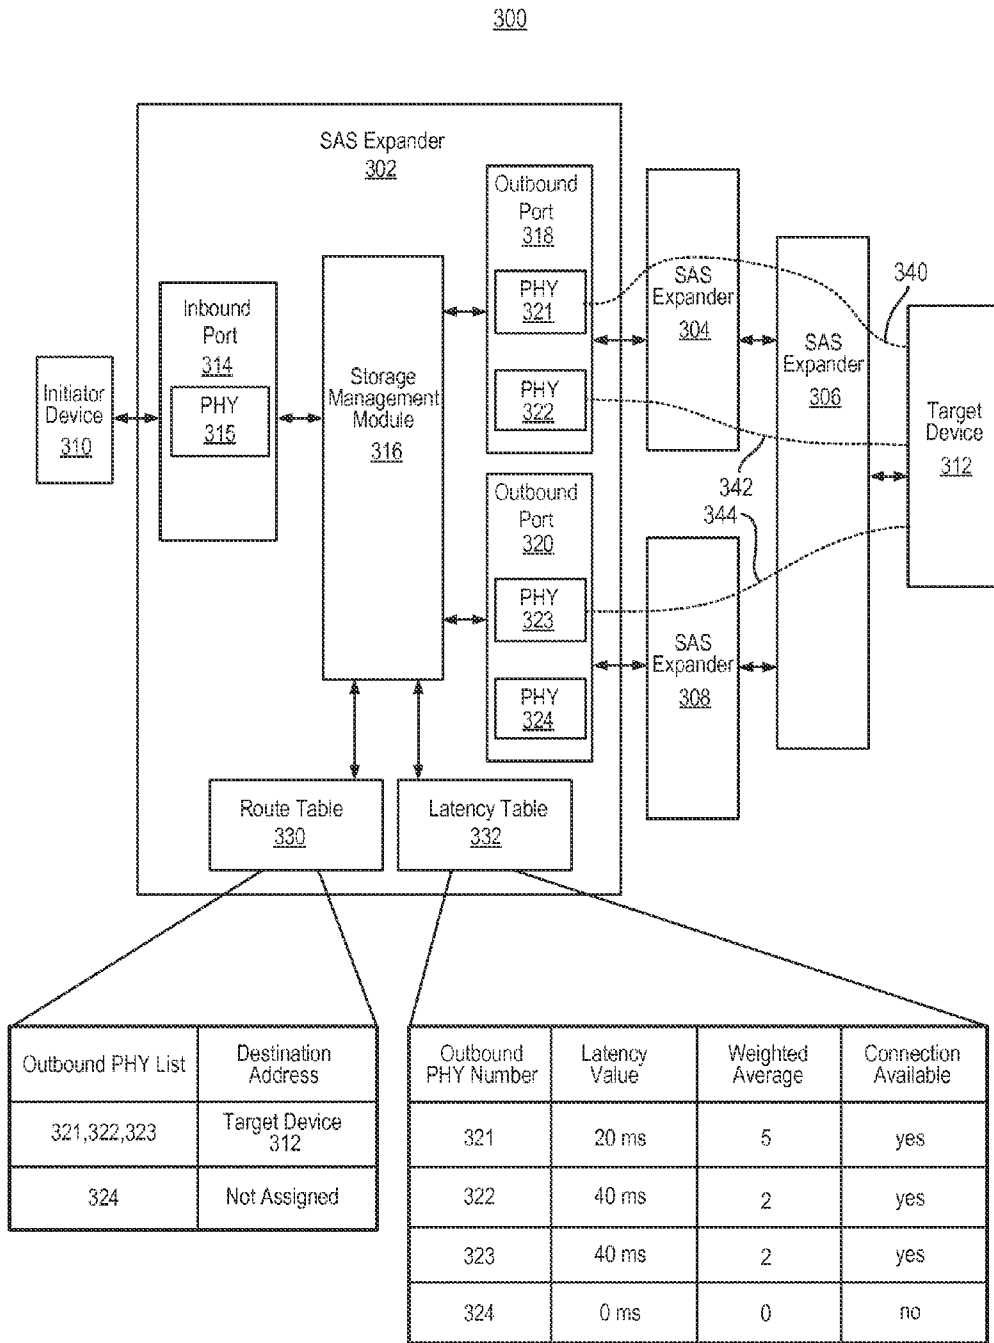 300
SAS Expander
302
Outbound
Port
318
PHY
321
PHY
322
Inbound
Port
314
PHY
315
Initiator
Device
310
Storage
Management
Module
316
Outbound
Port
320
PHY
323
PHY
324
SAS
Expander
304
SAS
Expander
306
SAS
Expander
308
340
342
344
Target
Device
312
Route Table
330
Latency Table
332
Outbound PHY List
Destination
Address
321,322,323
Target Device
312
324
Not Assigned
Outbound
PHY Number
Latency
Value
Weighted
Average
Connection
Available
321
20 ms
5
yes
322
40 ms
2
yes
323
40 ms
2
yes
324
0 ms
0
no